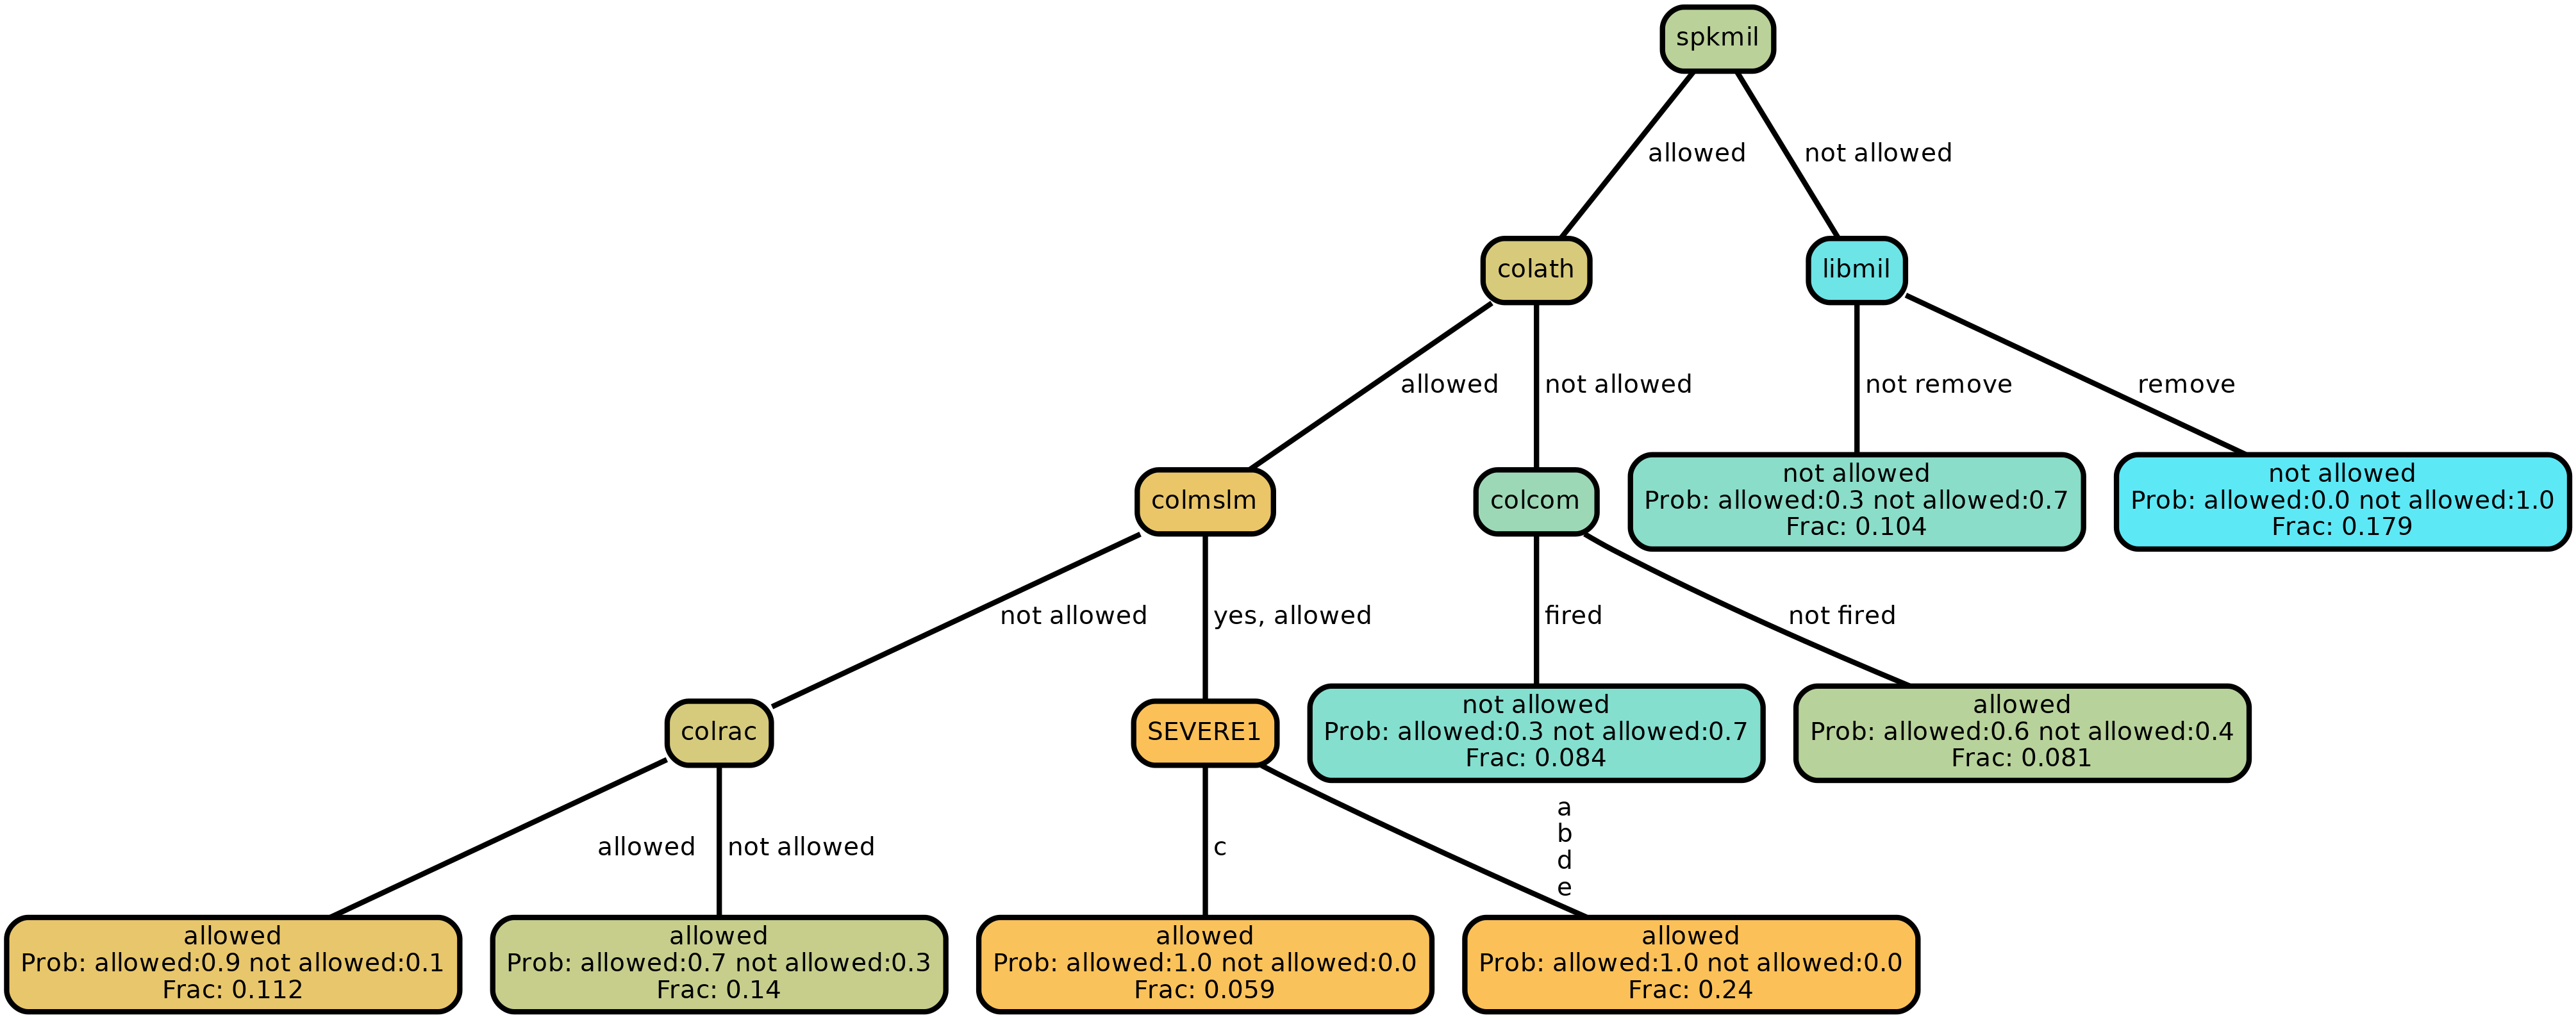 spkmil
allowed
not allowed
colath
libmil
allowed
not allowed
not remove
remove
colmslm
colcom
not allowed
Prob: allowed:0.3 not allowed:0.7
Frac: 0.104
not allowed
Prob: allowed:0.0 not allowed:1.0
Frac: 0.179
not allowed
yes, allowed
fired
not fired
colrac
SEVERE1
not allowed
Prob: allowed:0.3 not allowed:0.7
Frac: 0.084
allowed
Prob: allowed:0.6 not allowed:0.4
Frac: 0.081
allowed
not allowed
c
a
b
d
e
allowed
Prob: allowed:0.9 not allowed:0.1
Frac: 0.112
allowed
Prob: allowed:0.7 not allowed:0.3
Frac: 0.14
allowed
Prob: allowed:1.0 not allowed:0.0
Frac: 0.059
allowed
Prob: allowed:1.0 not allowed:0.0
Frac: 0.24